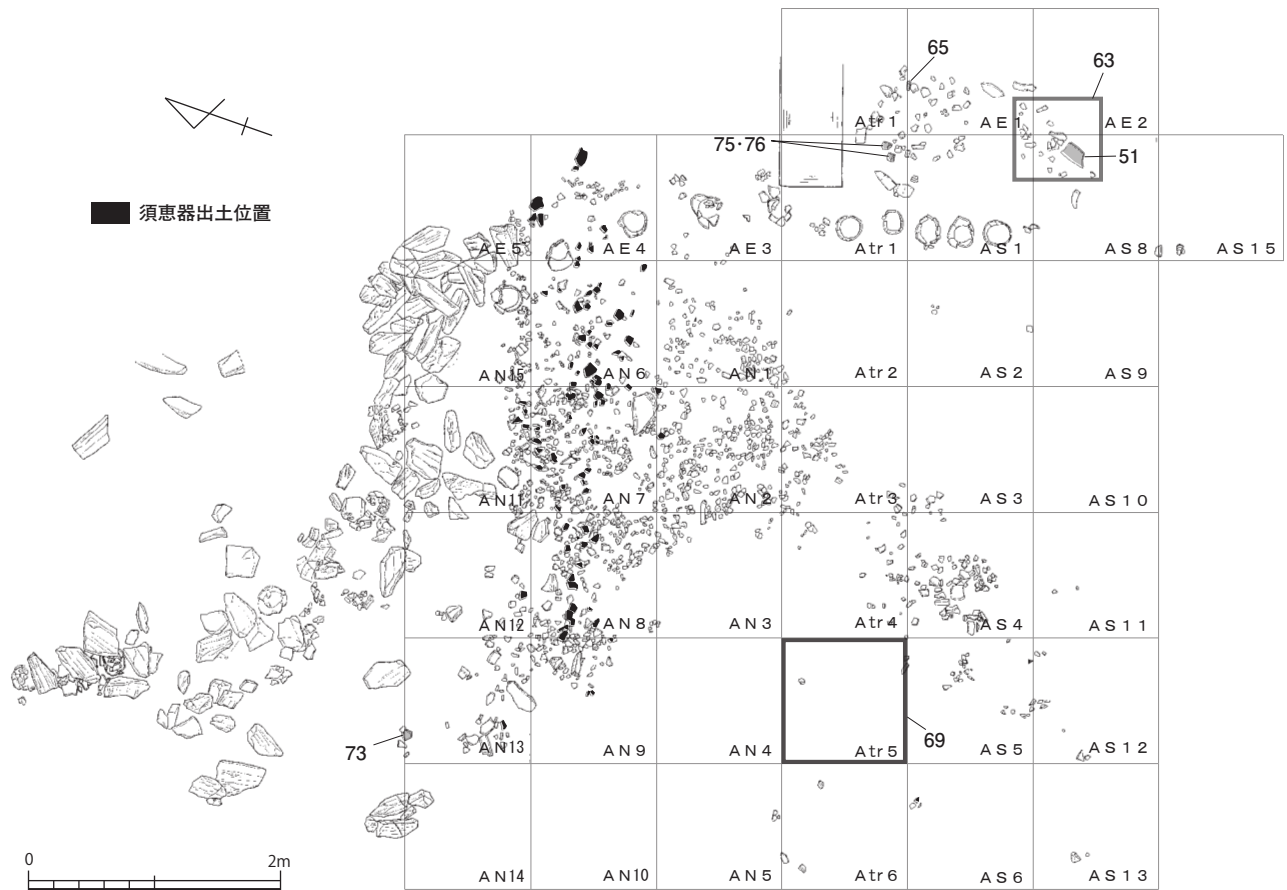 65
63
Atr1
AE1
AE2
75・76
51
須恵器出土位置
AE5
AE4
AE3
Atr1
AS1
AS8
AS15
AN15
AN6
AN1
Atr2
AS2
AS9
AN11
AN7
AN2
Atr3
AS3
AS10
AN12
AN8
AN3
Atr4
AS4
AS11
73
AN13
AN9
AN4
Atr5
69
AS5
AS12
0
2m
AN14
AN10
AN5
Atr6
AS6
AS13